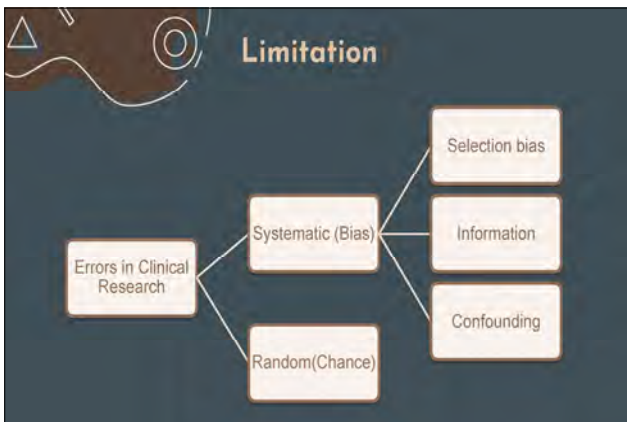 Limitation
Selection bias
Systematic (Bias)
Information
Errors in Clinical
Research
Confounding
Random(Chance)